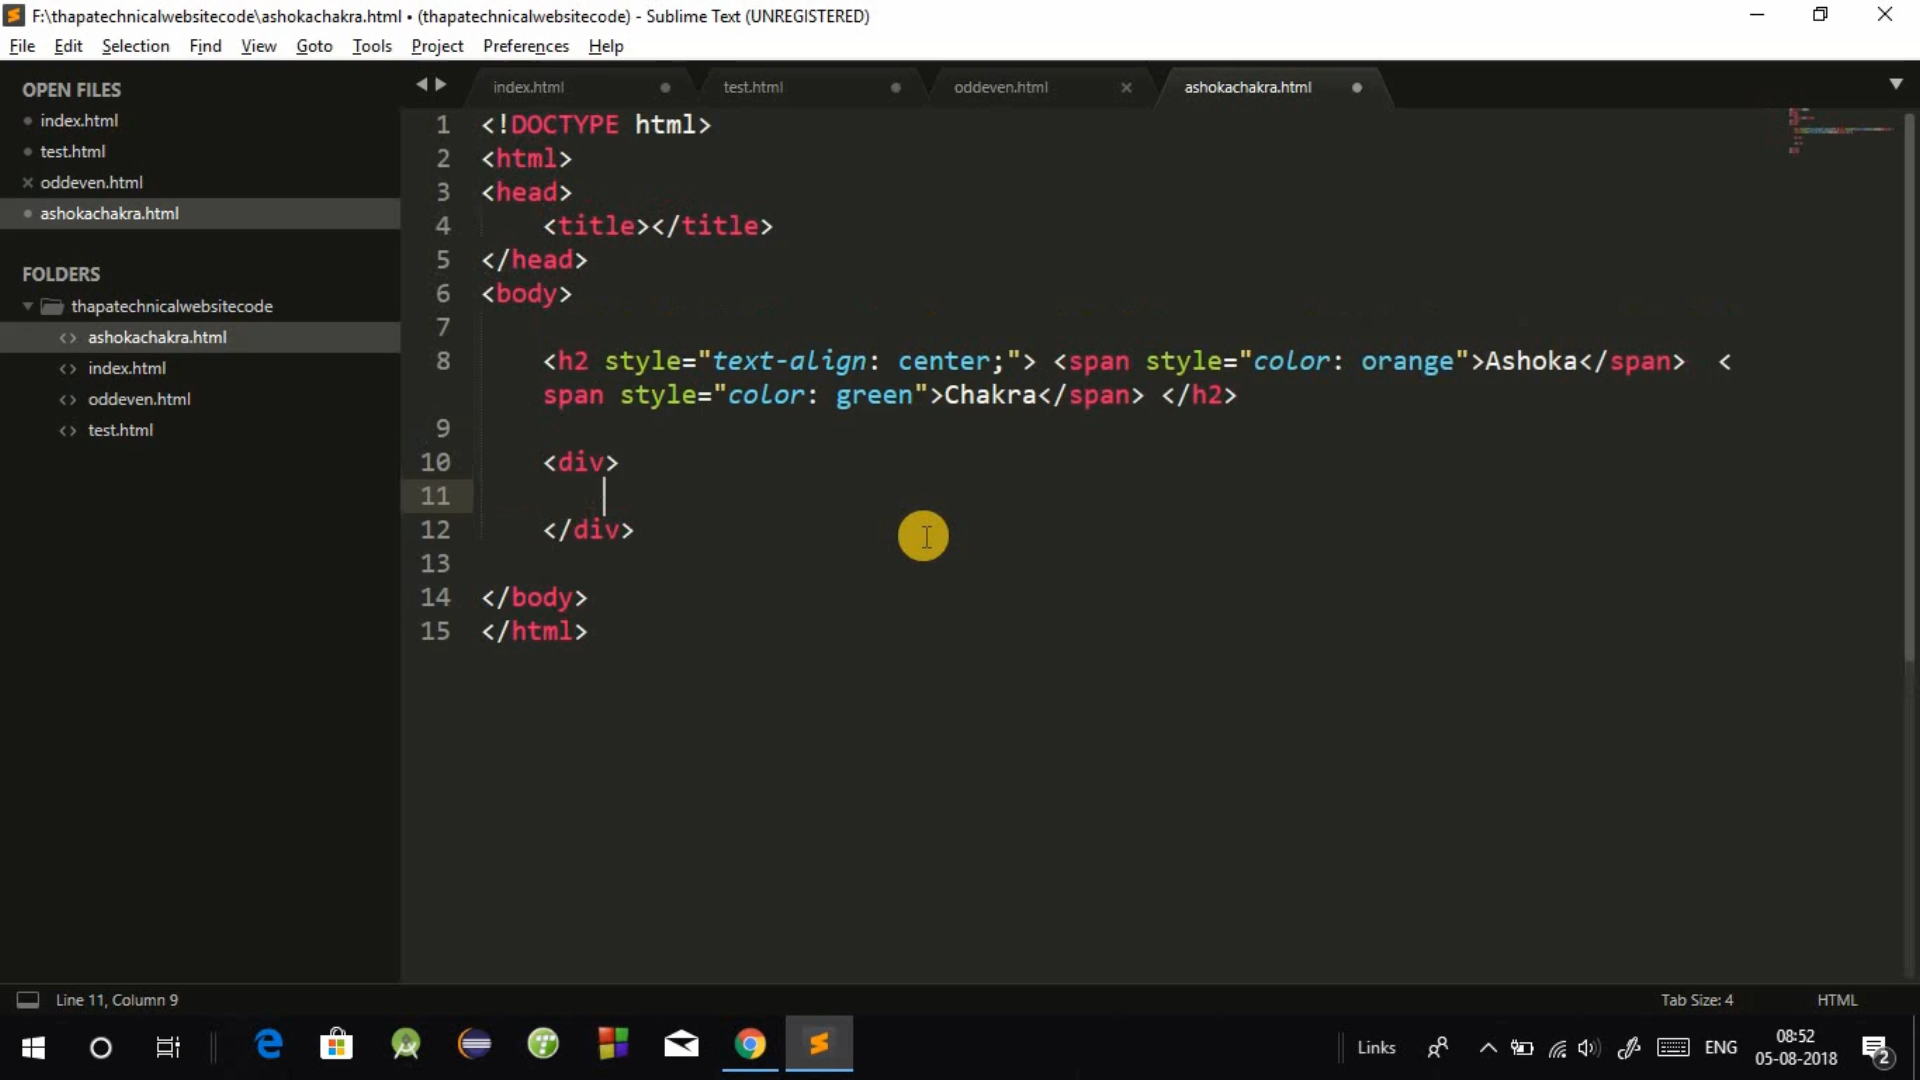 F:\thapatechnicalwebsitecode\ashokachakra.html • (thapatechnicalwebsitecode) - Sublime Text (UNREGISTERED)
File Edit Selection Find View Goto Tools Project Preferences Help
OPEN FILES
index.html
test.html
oddeven.html
ashokachakra.html
FOLDERS
thapatechnicalwebsitecode
<> ashokachakra.html
<> index.html
<> oddeven.html
<> test.html
index.html test.html oddeven.html ashokachakra.html
1 <!DOCTYPE html>
2 <html>
3 <head>
4 <title></title>
5 </head>
6 <body>
7
8 <h2 style="text-align: center;"> <span style="color: orange">Ashoka</span> <
span style="color: green">Chakra</span> </h2>
9
10 <div>
11
12 </div>
13
14 </body>
15 </html>
Line 11, Column 9 Tab Size: 4 HTML
Links ENG 08:52
05-08-2018 2